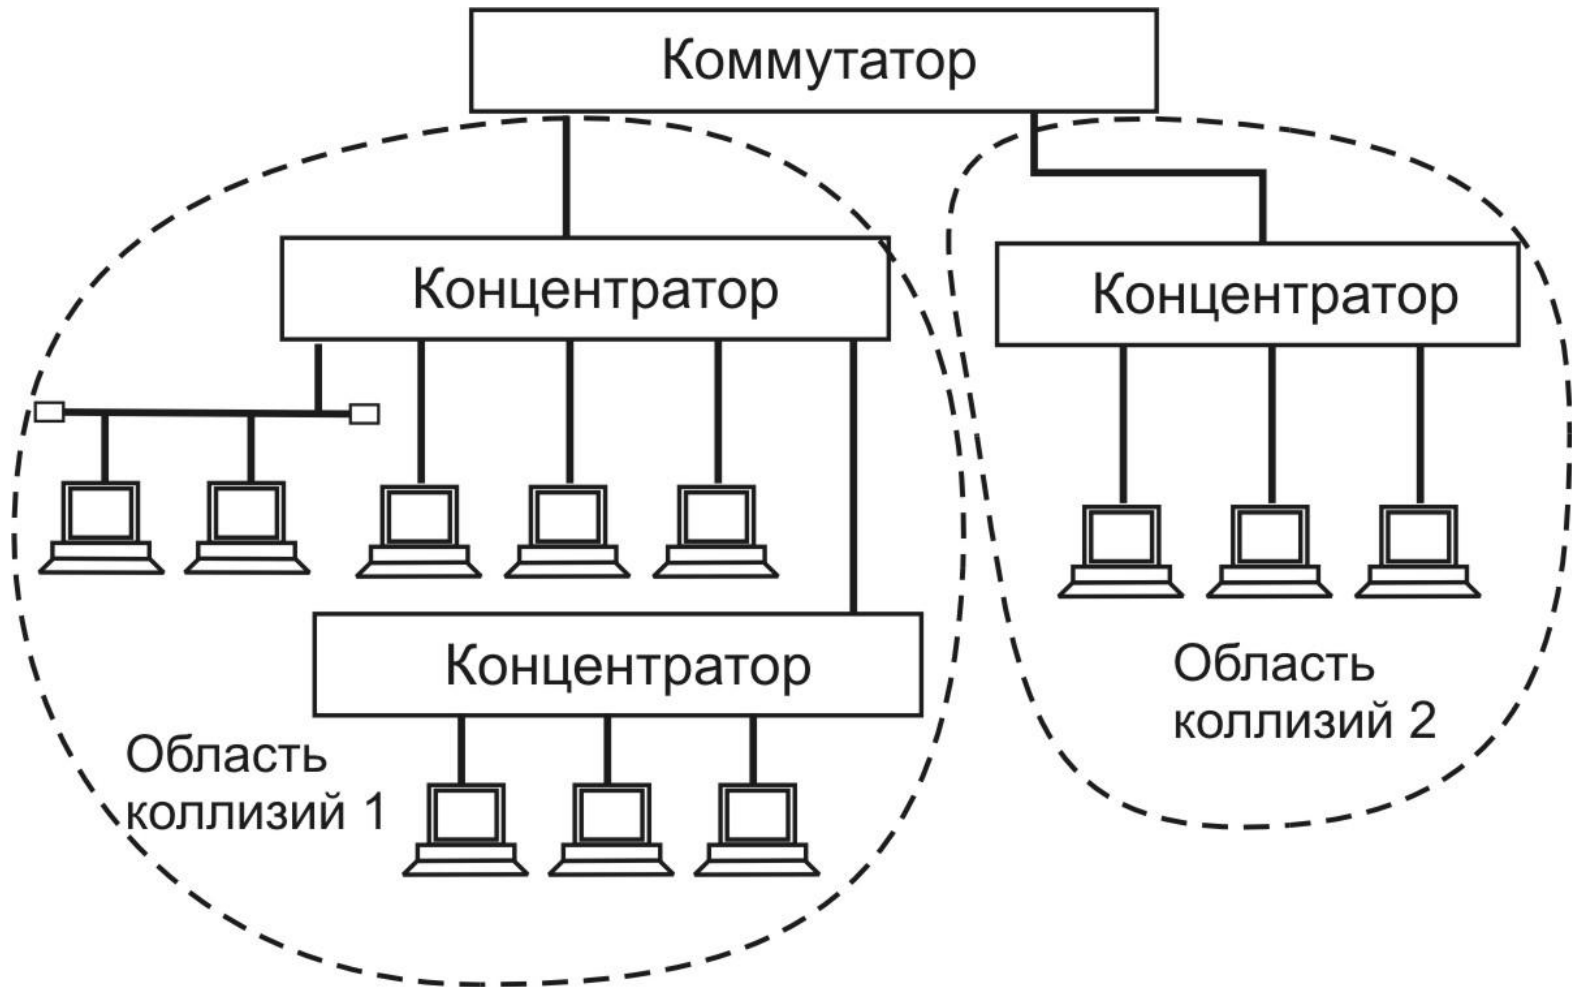 Коммутатор
Концентратор
Концентратор
Концентратор
Область
коллизий 2
Область
коллизий 1